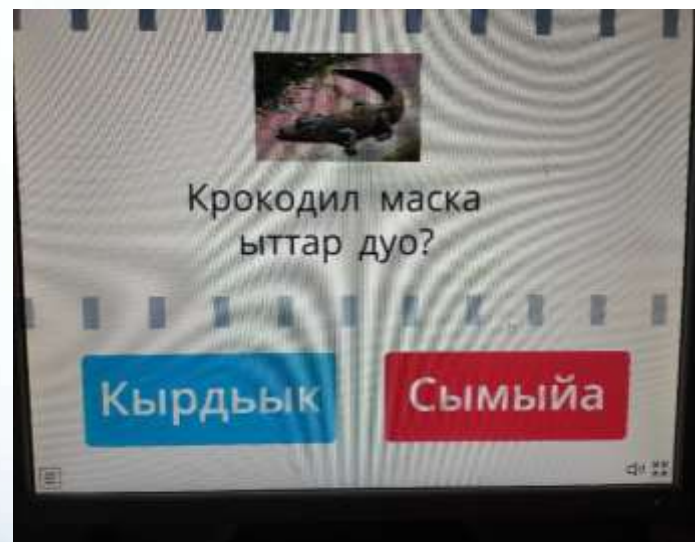 Крокодил маска
ыттар дуо?
Кырдьык
Сымыйа